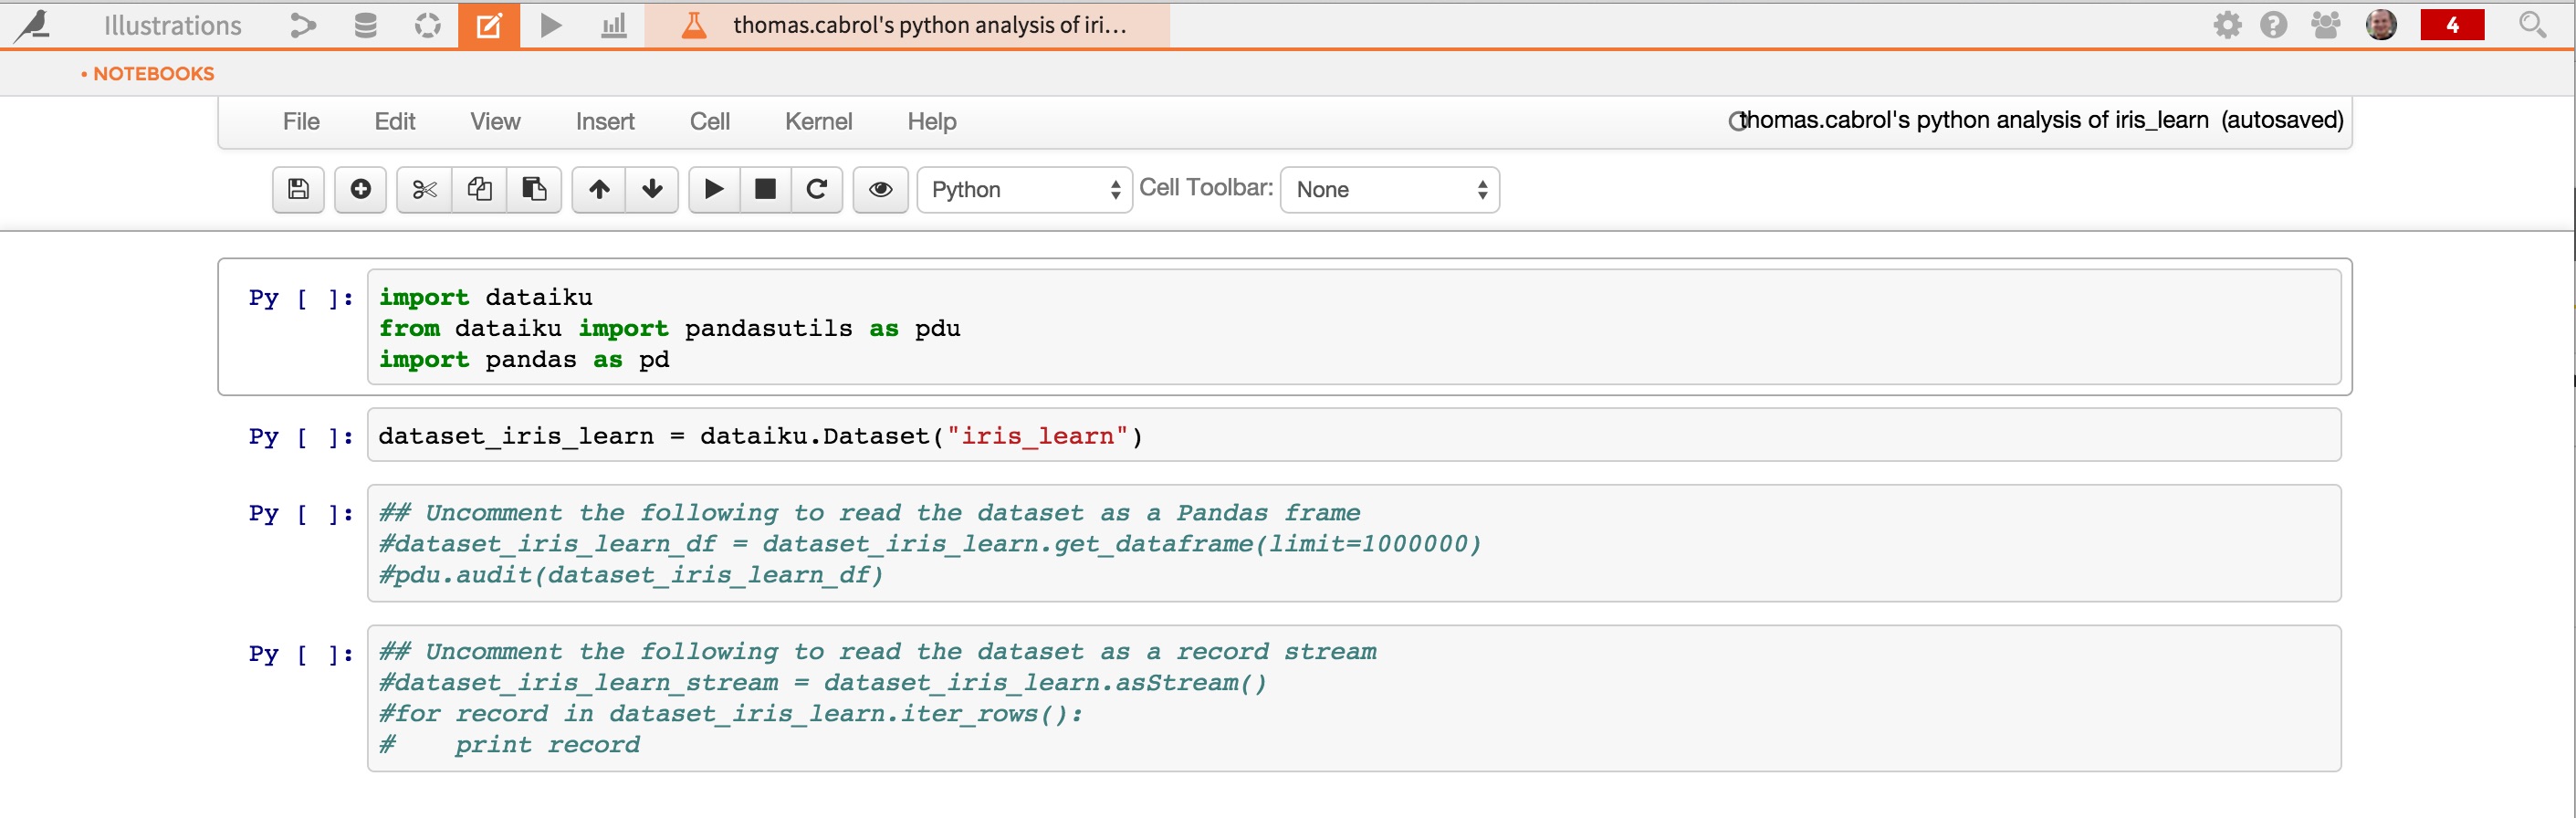 Illustrations
thomas.cabrol's python analysis of iri...
4
• NOTEBOOKS
File Edit View Insert Cell Kernel Help
thomas.cabrol's python analysis of iris_learn (autosaved)
Python
Cell Toolbar:
None
Py [ ]:
import dataiku
from dataiku import pandasutils as pdu
import pandas as pd
Py [ ]:
dataset_iris_learn = dataiku.Dataset("iris_learn")
Py [ ]:
## Uncomment the following to read the dataset as a Pandas frame
#dataset_iris_learn_df = dataset_iris_learn.get_dataframe(limit=1000000)
#pdu.audit(dataset_iris_learn_df)
Py [ ]:
## Uncomment the following to read the dataset as a record stream
#dataset_iris_learn_stream = dataset_iris_learn.asStream()
#for record in dataset_iris_learn.iter_rows():
#    print record